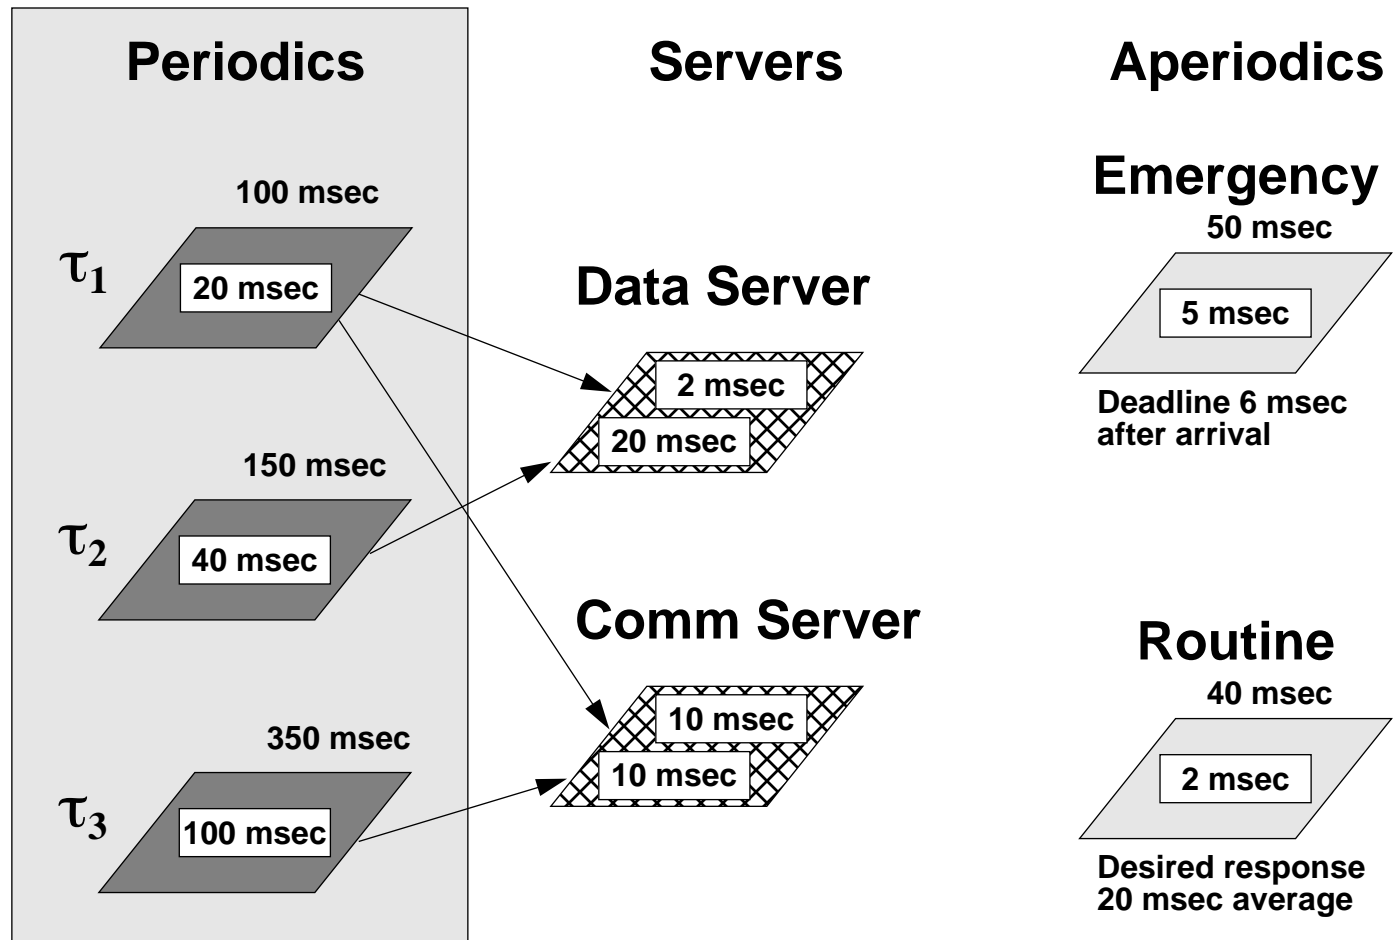 Periodics
Servers
Aperiodics
100 msec
τ1
20 msec
150 msec
τ2
40 msec
350 msec
τ3
100 msec
Data Server
2 msec
20 msec
Comm Server
10 msec
10 msec
Emergency
50 msec
5 msec
Deadline 6 msec
after arrival
Routine
40 msec
2 msec
Desired response
20 msec average